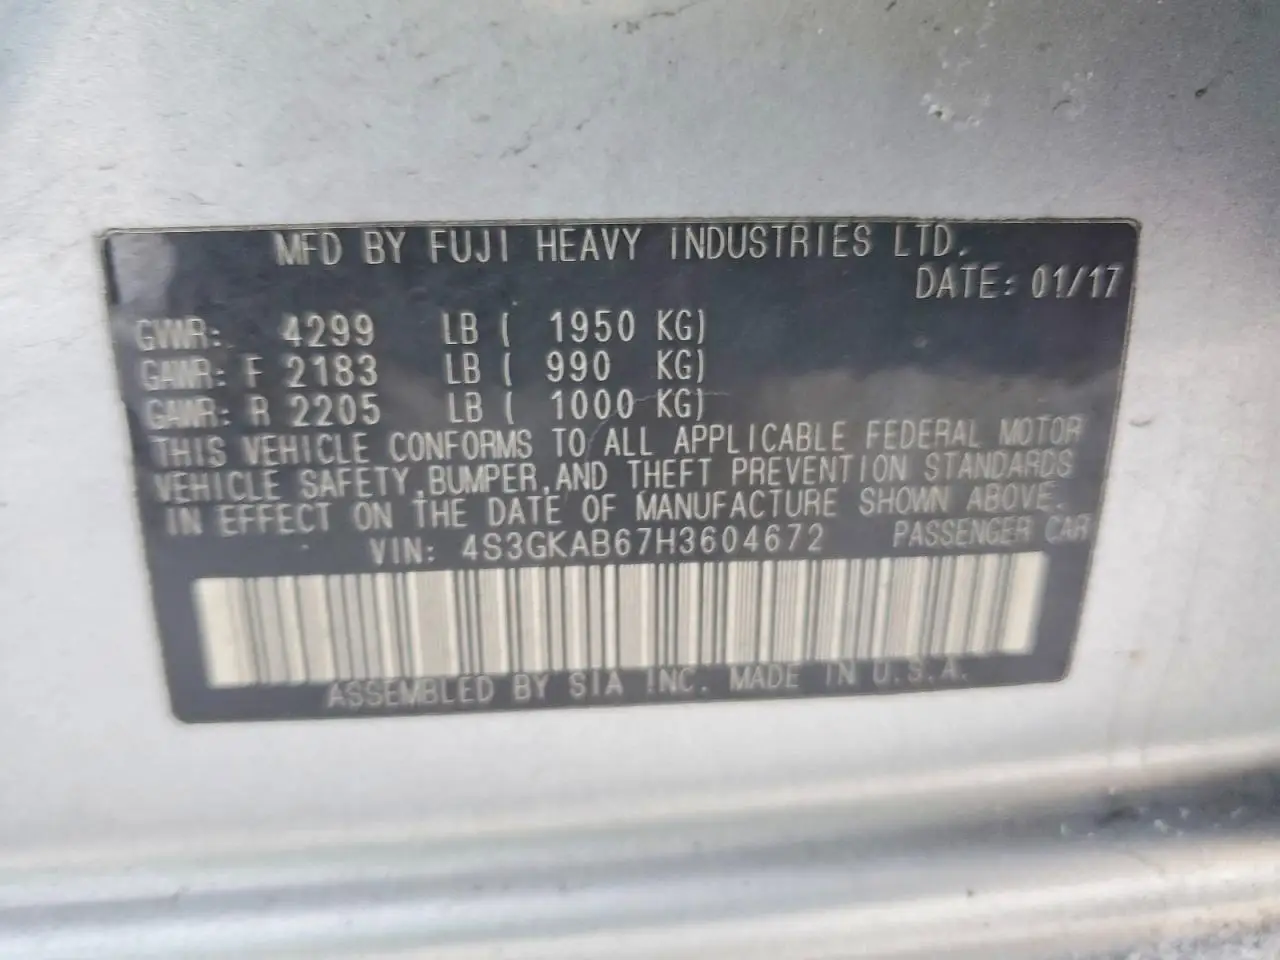 MFD BY FUJI HEAVY INDUSTRIES LTD.
DATE: 01/17
GVWR: 4299 LB ( 1950 KG)
GAWR: F 2183 LB ( 990 KG)
GAWR: R 2205 LB ( 1000 KG)
THIS VEHICLE CONFORMS TO ALL APPLICABLE FEDERAL MOTOR
VEHICLE SAFETY,BUMPER,AND THEFT PREVENTION STANDARDS
IN EFFECT ON THE DATE OF MANUFACTURE SHOWN ABOVE.
VIN: 4S3GKAB67H3604672 PASSENGER CAR
ASSEMBLED BY SIA INC. MADE IN U.S.A.